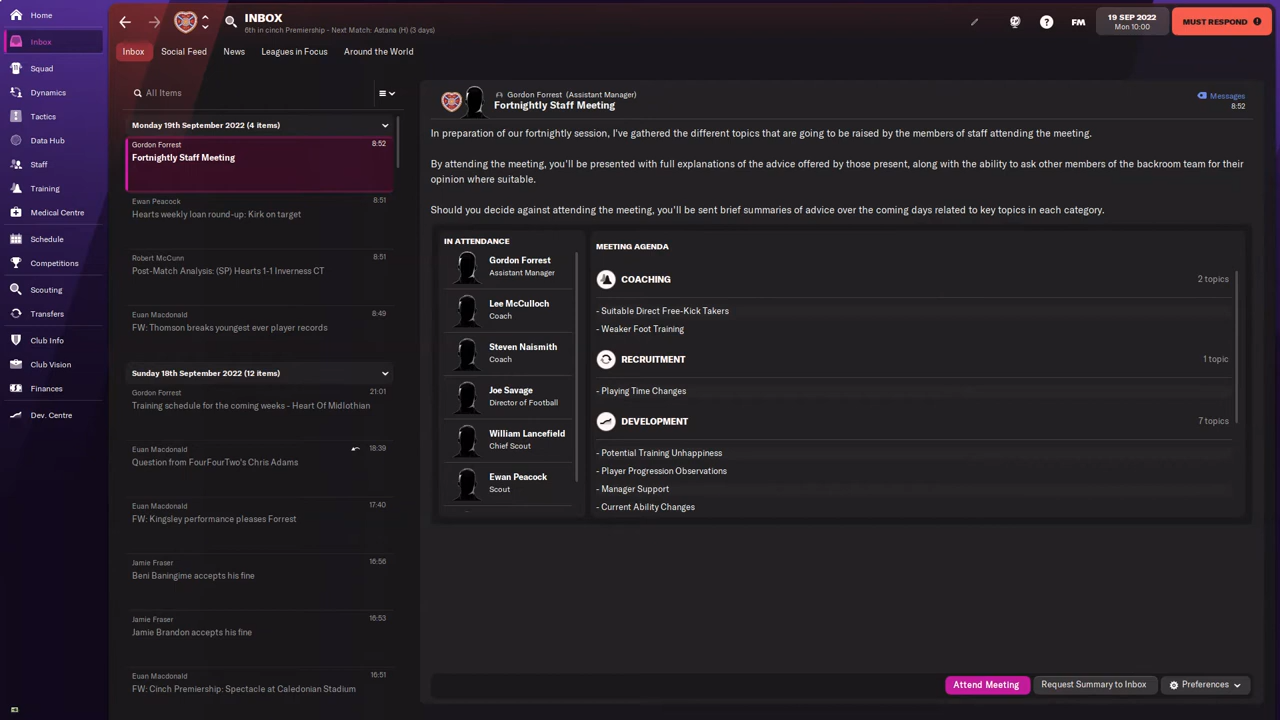 Home
Inbox
Squad
Dynamics
Tactics
Data Hub
Staff
Training
Medical Centre
Schedule
Competitions
Scouting
Transfers
Club Info
Club Vision
Finances
Dev. Centre
INBOX
6th in cinch Premiership - Next Match: Astana (H) (3 days)
FM
19 SEP 2022
Mon 10:00
MUST RESPOND
Inbox
Social Feed
News
Leagues in Focus
Around the World
All Items
Monday 19th September 2022 (4 items)
Gordon Forrest
8:52
Fortnightly Staff Meeting
Ewan Peacock
8:51
Hearts weekly loan round-up: Kirk on target
Robert McCunn
8:51
Post-Match Analysis: (SP) Hearts 1-1 Inverness CT
Euan Macdonald
8:49
FW: Thomson breaks youngest ever player records
Sunday 18th September 2022 (12 items)
Gordon Forrest
21:01
Training schedule for the coming weeks - Heart Of Midlothian
Euan Macdonald
18:39
Question from FourFourTwo's Chris Adams
Euan Macdonald
17:40
FW: Kingsley performance pleases Forrest
Jamie Fraser
16:56
Beni Baningime accepts his fine
Jamie Fraser
16:53
Jamie Brandon accepts his fine
Euan Macdonald
16:51
FW: Cinch Premiership: Spectacle at Caledonian Stadium
Gordon Forrest (Assistant Manager)
Fortnightly Staff Meeting
Messages
8:52
In preparation of our fortnightly session, I've gathered the different topics that are going to be raised by the members of staff attending the meeting.
By attending the meeting, you'll be presented with full explanations of the advice offered by those present, along with the ability to ask other members of the backroom team for their
opinion where suitable.
Should you decide against attending the meeting, you'll be sent brief summaries of advice over the coming days related to key topics in each category.
IN ATTENDANCE
Gordon Forrest
Assistant Manager
Lee McCulloch
Coach
Steven Naismith
Coach
Joe Savage
Director of Football
William Lancefield
Chief Scout
Ewan Peacock
Scout
MEETING AGENDA
COACHING
2 topics
- Suitable Direct Free-Kick Takers
- Weaker Foot Training
RECRUITMENT
1 topic
- Playing Time Changes
DEVELOPMENT
7 topics
- Potential Training Unhappiness
- Player Progression Observations
- Manager Support
- Current Ability Changes
Attend Meeting
Request Summary to Inbox
Preferences